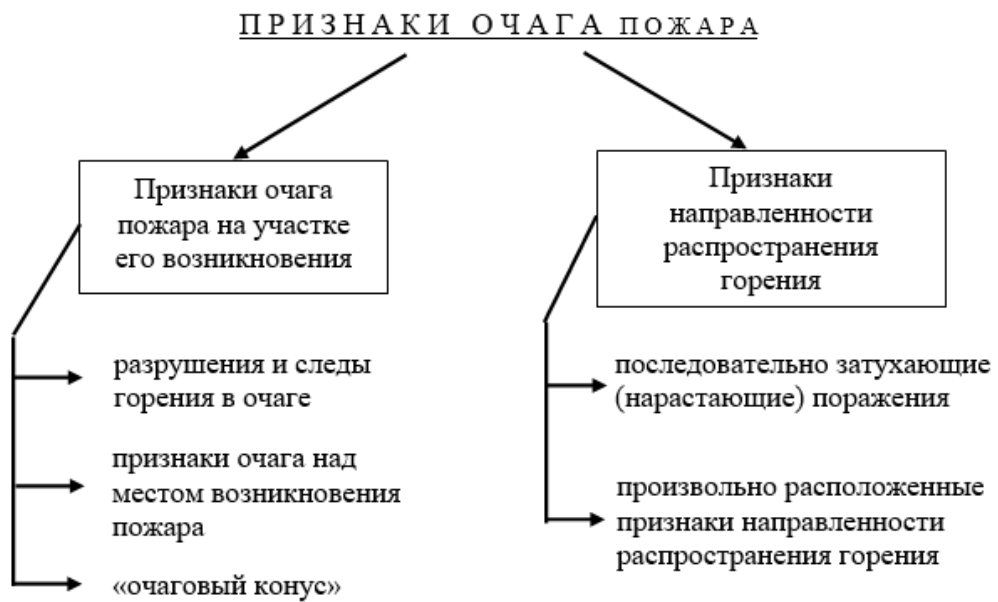 ПРИЗНАКИ ОЧАГА ПОЖАРА
Признаки очага
пожара на участке
его возникновения
разрушения и следы
горения в очаге
признаки очага над
местом возникновения
пожара
«очаговый конус»
Признаки
направленности
распространения
горения
последовательно затухающие
(нарастающие) поражения
произвольно расположенные
признаки направленности
распространения горения